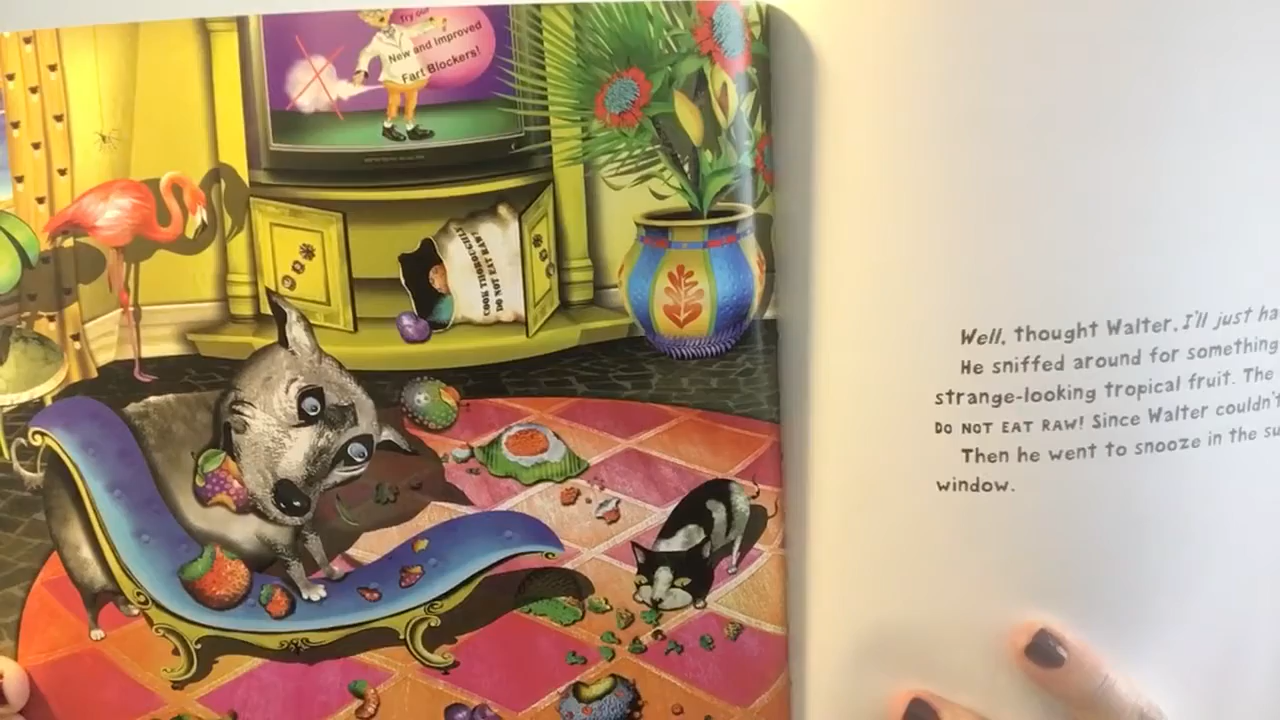 Try our
New and Improved
Fart Blockers!
COOK THOROUGHLY
DO NOT EAT RAW!
Well, thought Walter, I'll just ha
He sniffed around for something
strange-looking tropical fruit. The
DO NOT EAT RAW! Since Walter couldn't
Then he went to snooze in the su
window.